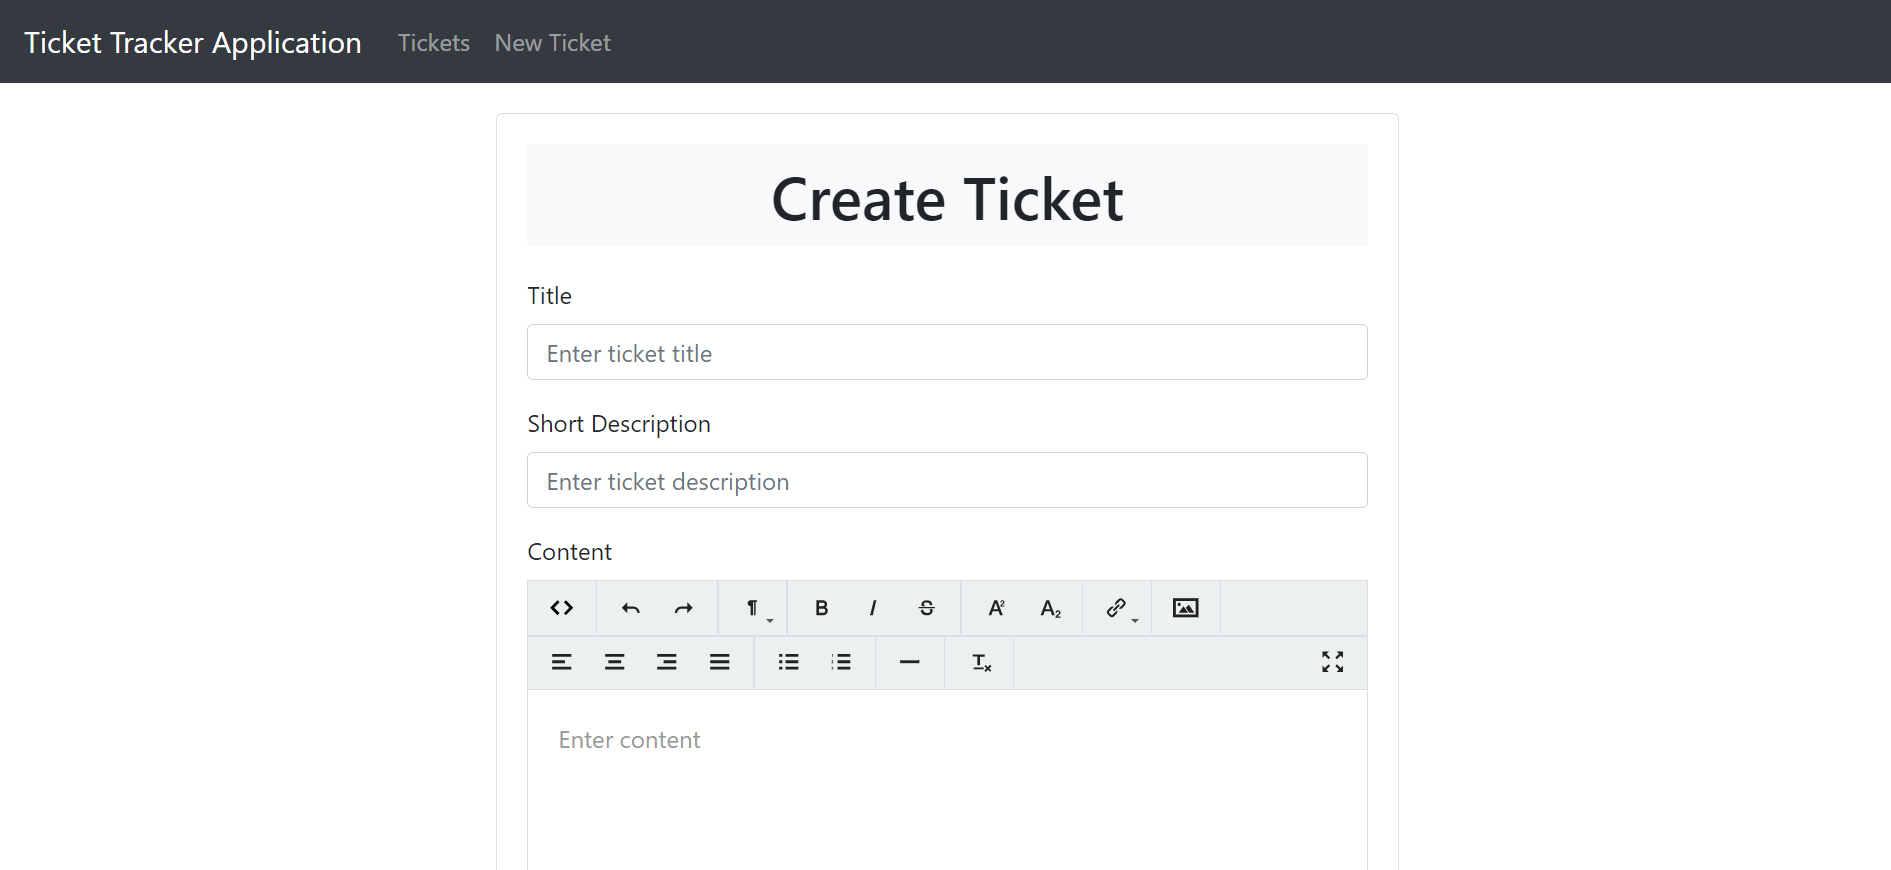 Ticket Tracker Application Tickets New Ticket
Create Ticket
Title
Enter ticket title
Short Description
Enter ticket description
Content
Enter content